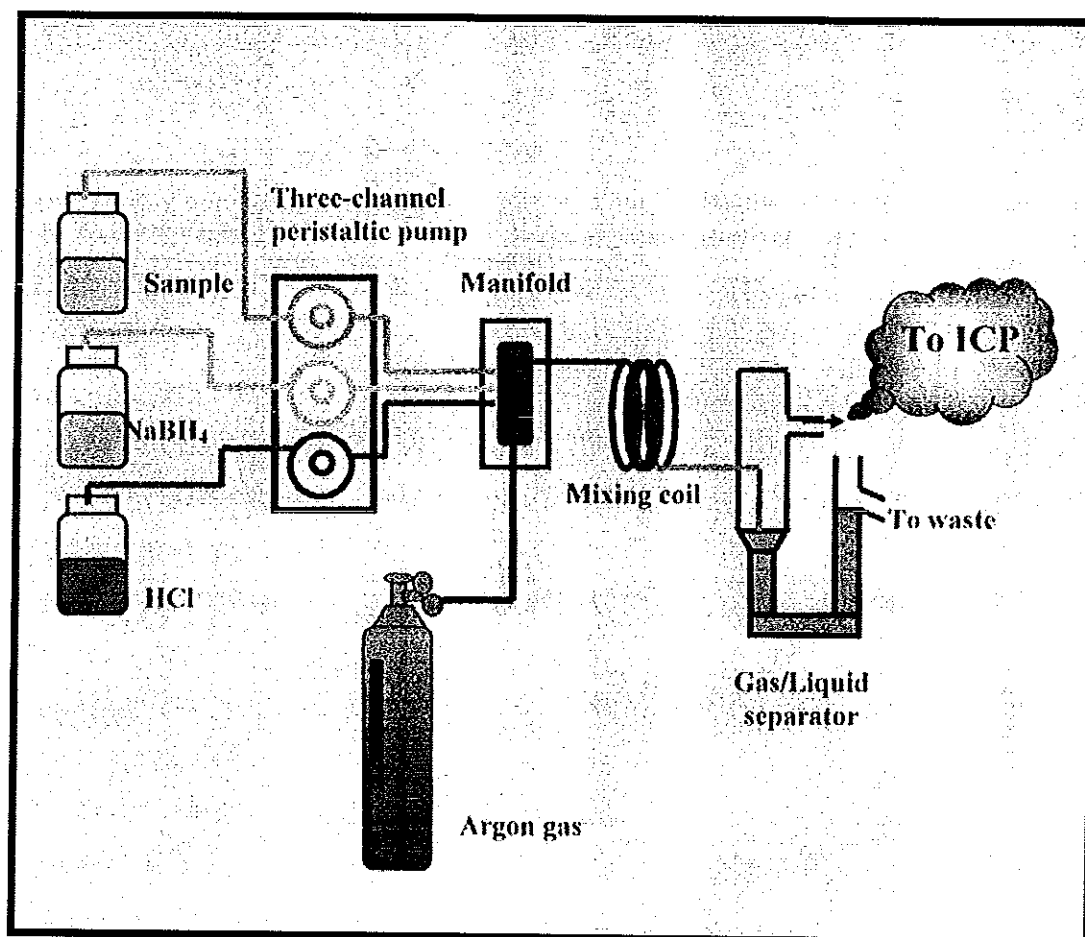 Three-channel
peristaltic pump
Sample
Manifold
To ICP
NaBH₄
Mixing coil
To waste
HCl
Gas/Liquid
separator
Argon gas